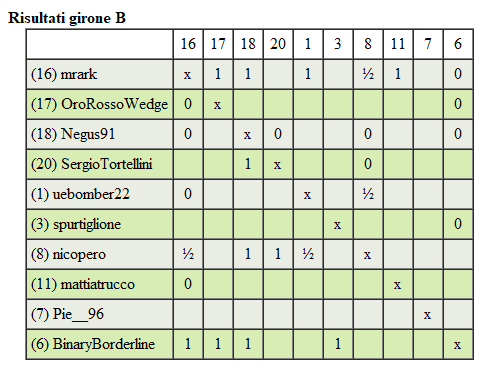 Risultati girone B
16 17 18 20 1 3 8 11 7 6
(16) mrark x 1 1 1 ½ 1 0
(17) OroRossoWedge 0 x 0
(18) Negus91 0 x 0 0 0
(20) SergioTortellini 1 x 0
(1) uebomber22 0 x ½
(3) spurtiglione x 0
(8) nicopero ½ 1 1 ½ x
(11) mattiatrucco 0 x
(7) Pie__96 x
(6) BinaryBorderline 1 1 1 1 x